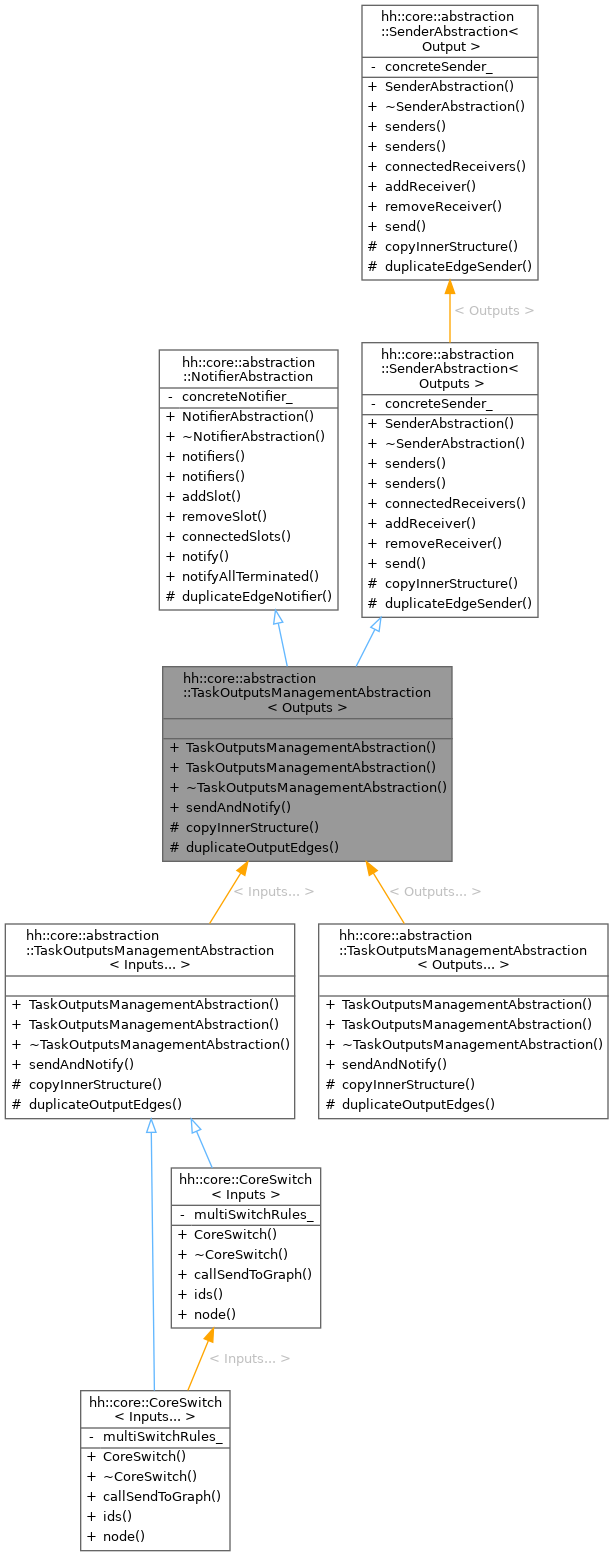 hh::core::abstraction
::SenderAbstraction<
Output >
- concreteSender_
+ SenderAbstraction()
+ ~SenderAbstraction()
+ senders()
+ senders()
+ connectedReceivers()
+ addReceiver()
+ removeReceiver()
+ send()
# copyInnerStructure()
# duplicateEdgeSender()
< Outputs >
hh::core::abstraction
::NotifierAbstraction
- concreteNotifier_
+ NotifierAbstraction()
+ ~NotifierAbstraction()
+ notifiers()
+ notifiers()
+ addSlot()
+ removeSlot()
+ connectedSlots()
+ notify()
+ notifyAllTerminated()
# duplicateEdgeNotifier()
hh::core::abstraction
::SenderAbstraction<
Outputs >
- concreteSender_
+ SenderAbstraction()
+ ~SenderAbstraction()
+ senders()
+ senders()
+ connectedReceivers()
+ addReceiver()
+ removeReceiver()
+ send()
# copyInnerStructure()
# duplicateEdgeSender()
hh::core::abstraction
::TaskOutputsManagementAbstraction
< Outputs >
+ TaskOutputsManagementAbstraction()
+ TaskOutputsManagementAbstraction()
+ ~TaskOutputsManagementAbstraction()
+ sendAndNotify()
# copyInnerStructure()
# duplicateOutputEdges()
< Inputs... >
< Outputs... >
hh::core::abstraction
::TaskOutputsManagementAbstraction
< Inputs... >
+ TaskOutputsManagementAbstraction()
+ TaskOutputsManagementAbstraction()
+ ~TaskOutputsManagementAbstraction()
+ sendAndNotify()
# copyInnerStructure()
# duplicateOutputEdges()
hh::core::abstraction
::TaskOutputsManagementAbstraction
< Outputs... >
+ TaskOutputsManagementAbstraction()
+ TaskOutputsManagementAbstraction()
+ ~TaskOutputsManagementAbstraction()
+ sendAndNotify()
# copyInnerStructure()
# duplicateOutputEdges()
hh::core::CoreSwitch
< Inputs >
- multiSwitchRules_
+ CoreSwitch()
+ ~CoreSwitch()
+ callSendToGraph()
+ ids()
+ node()
< Inputs... >
hh::core::CoreSwitch
< Inputs... >
- multiSwitchRules_
+ CoreSwitch()
+ ~CoreSwitch()
+ callSendToGraph()
+ ids()
+ node()